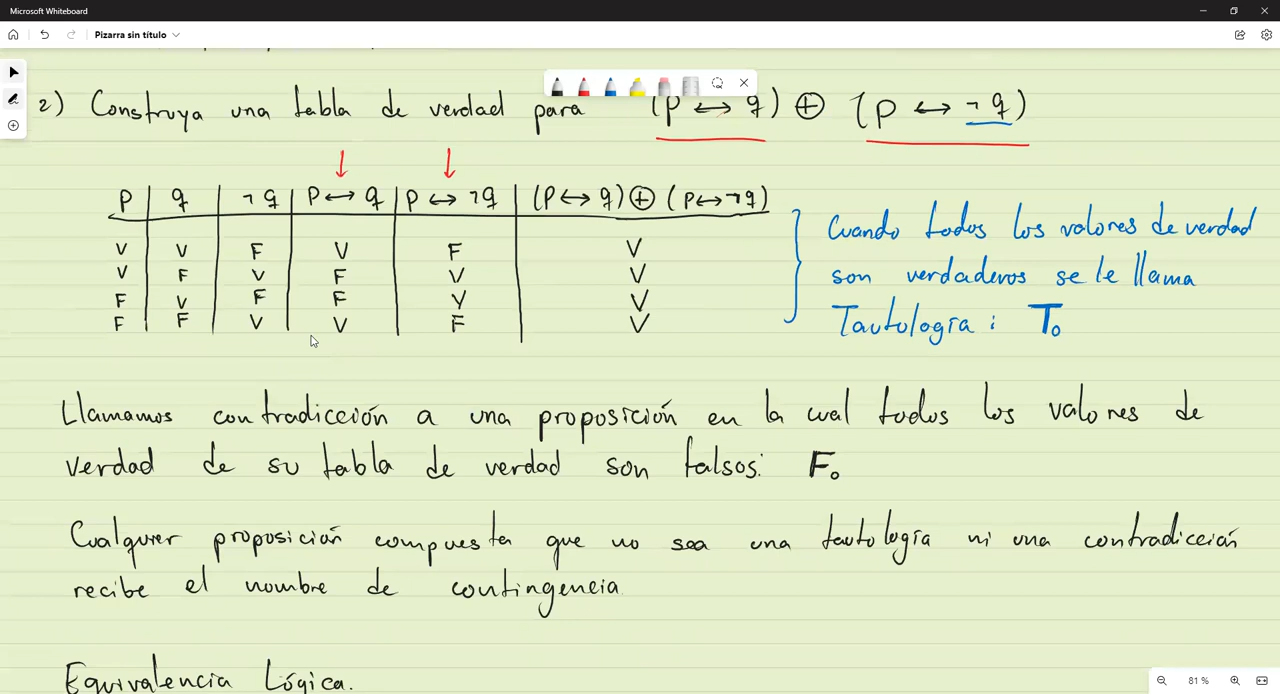 Microsoft Whiteboard
Pizarra sin título
2) Construya una tabla de verdad para (p ↔ q) ⊕ (p ↔ ¬q)
p | q | ¬q | p ↔ q | p ↔ ¬q | (p ↔ q) ⊕ (p ↔ ¬q)
V | V | F | V | F | V
V | F | V | F | V | V
F | V | F | F | V | V
F | F | V | V | F | V
Cuando todos los valores de verdad
son verdaderos se le llama
Tautología: T₀
Llamamos contradicción a una proposición en la cual todos los valores de
verdad de su tabla de verdad son falsos: F₀
Cualquier proposición compuesta que no sea una tautología ni una contradicción
recibe el nombre de contingencia.
Equivalencia Lógica.
81 %